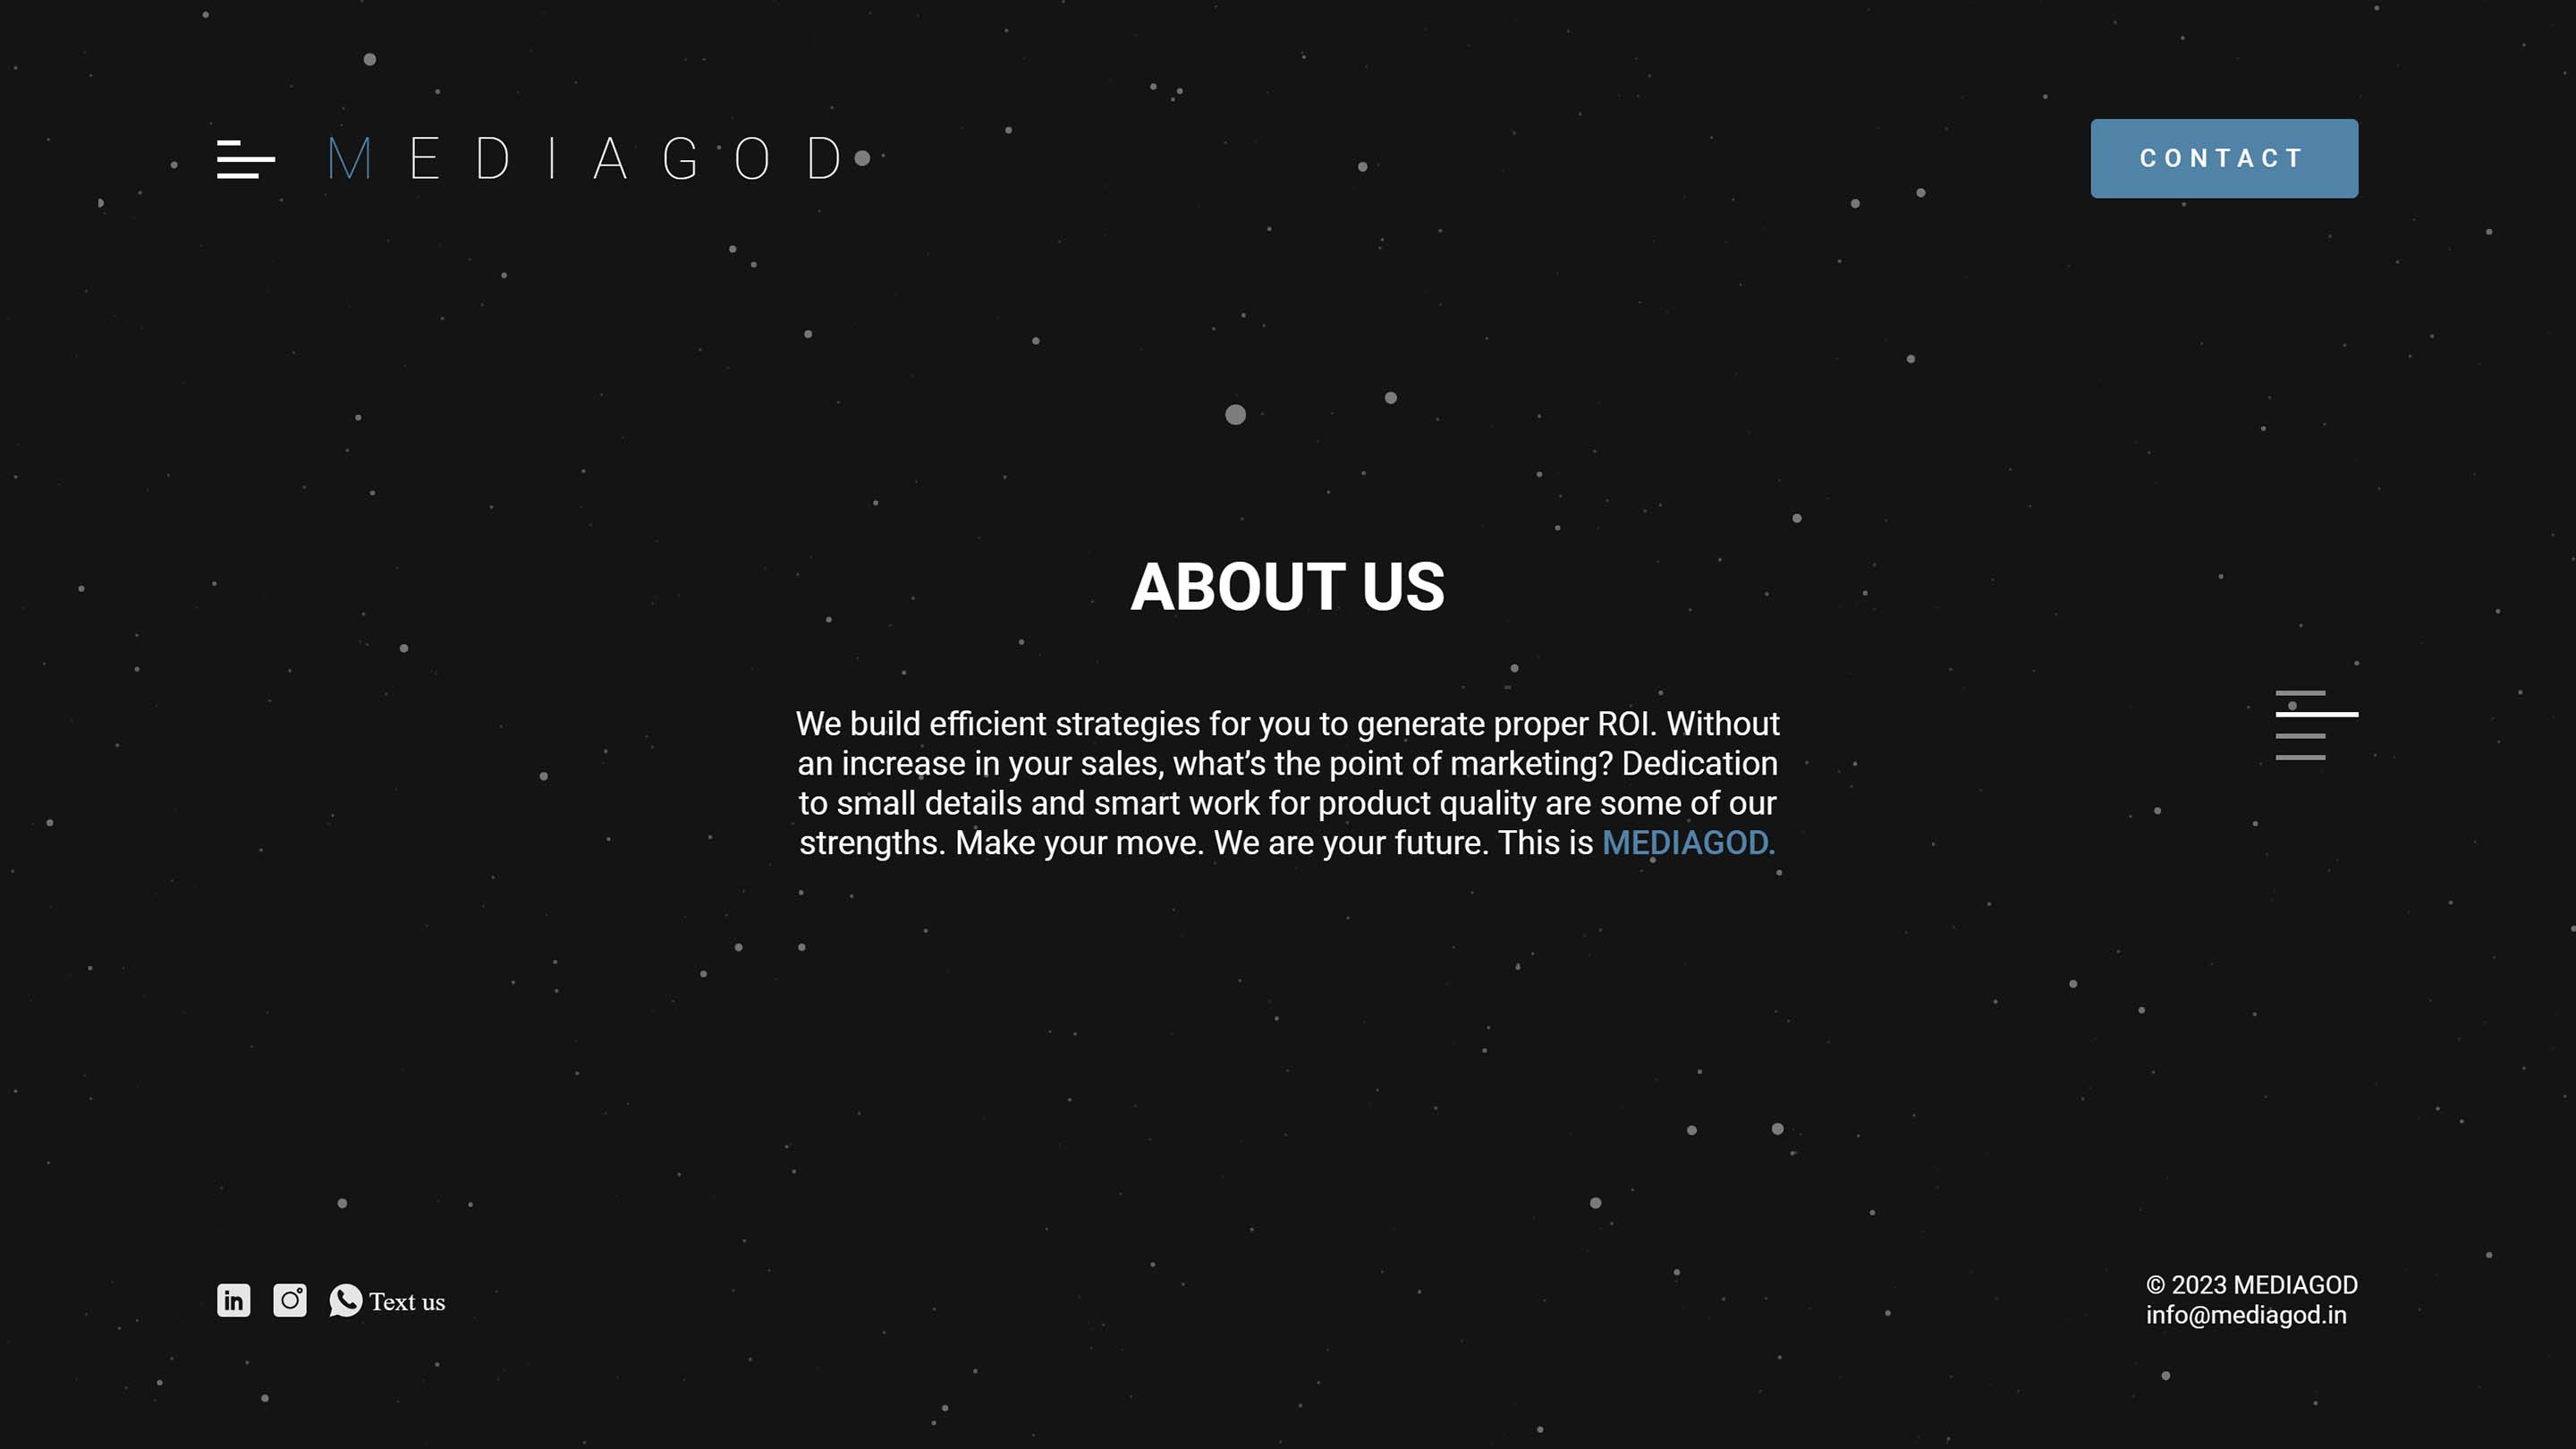 MEDIAGOD
CONTACT
ABOUT US
We build efficient strategies for you to generate proper ROI. Without
an increase in your sales, what’s the point of marketing? Dedication
to small details and smart work for product quality are some of our
strengths. Make your move. We are your future. This is MEDIAGOD.
in
Text us
© 2023 MEDIAGOD
info@mediagod.in